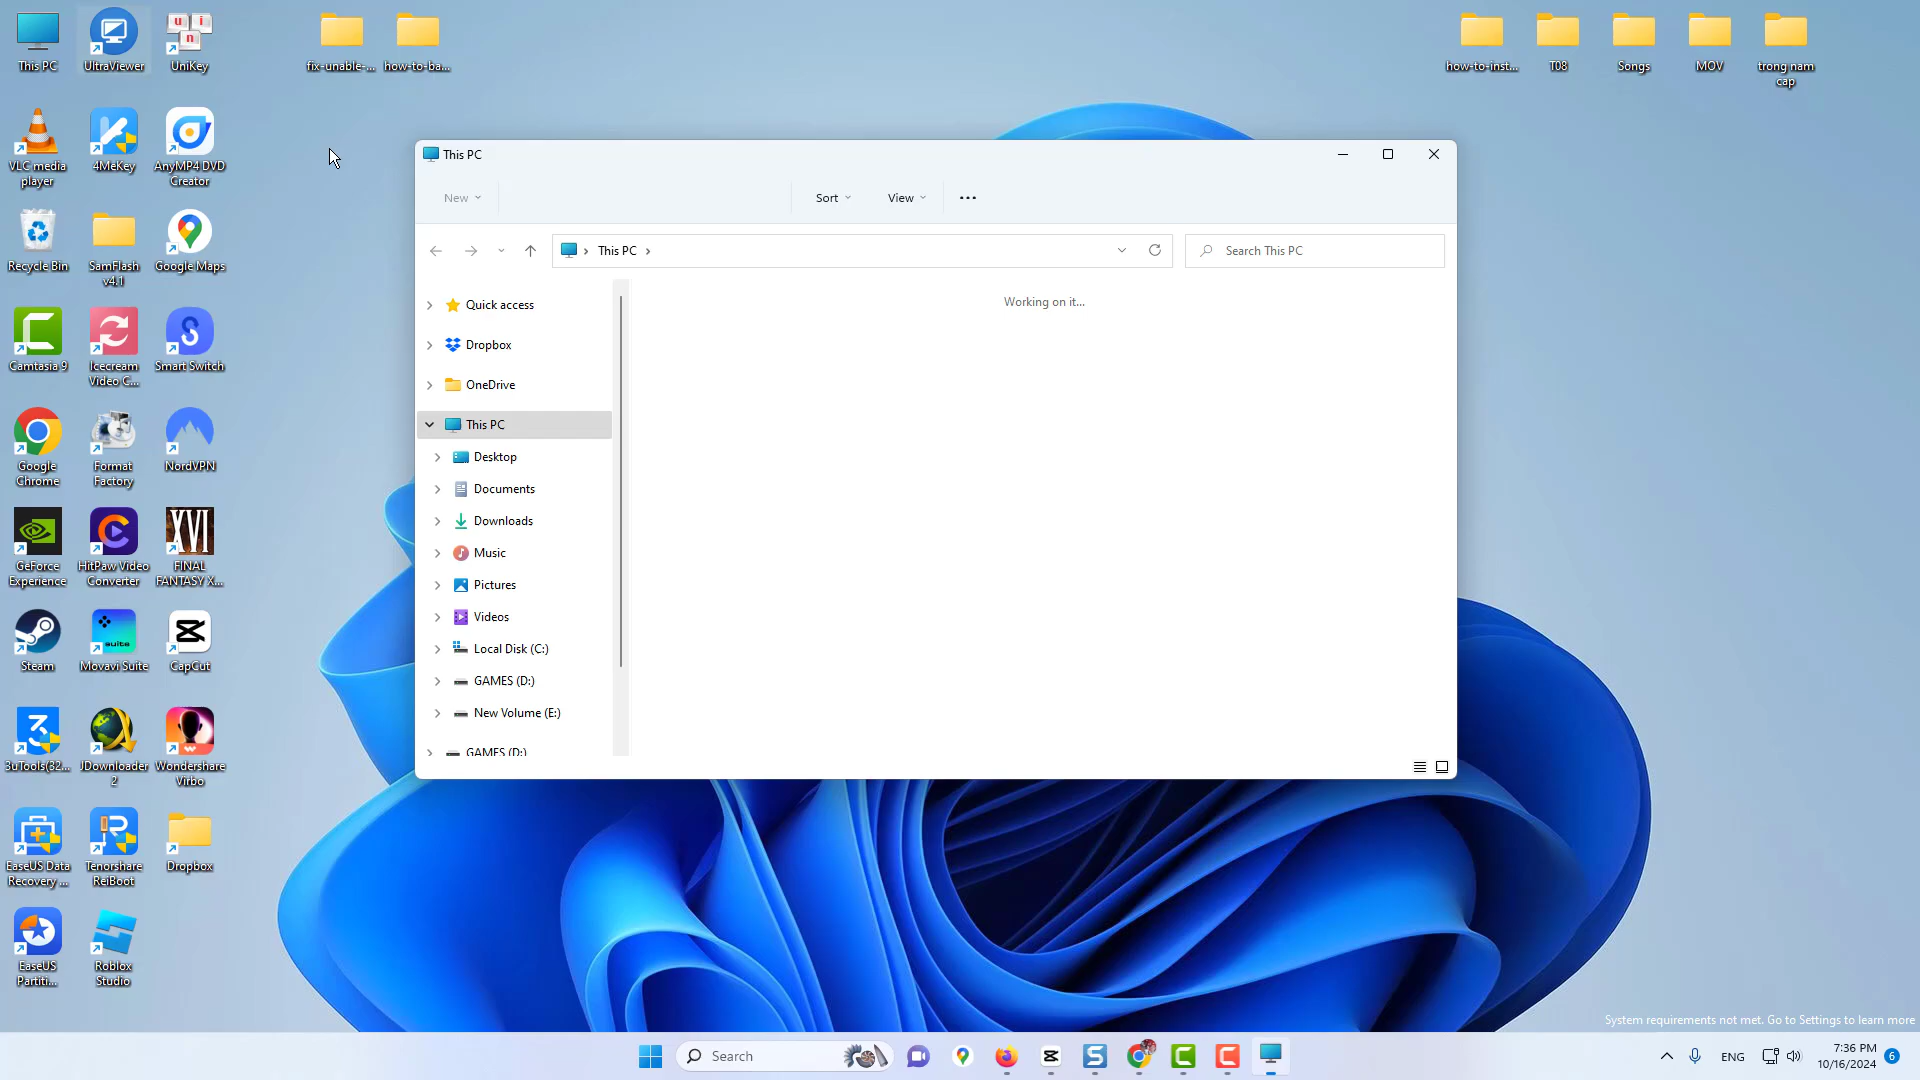 This PC
UltraViewer
UniKey
fix-unable-...
how-to-ba...
how-to-inst...
T08
Songs
MOV
trong nam
cap
VLC media
player
4MeKey
AnyMP4 DVD
Creator
Recycle Bin
SamFlash
v4.1
Google Maps
Camtasia 9
Icecream
Video C...
Smart Switch
Google
Chrome
Format
Factory
NordVPN
GeForce
Experience
HitPaw Video
Converter
XVI
FINAL
FANTASY X...
Steam
suite
Movavi Suite
CapCut
3uTools(32...
JDownloader
2
Wondershare
Virbo
EaseUS Data
Recovery ...
Tenorshare
ReiBoot
Dropbox
EaseUS
Partiti...
Roblox
Studio
This PC
New
Sort
View
This PC
Search This PC
Working on it...
Quick access
Dropbox
OneDrive
This PC
Desktop
Documents
Downloads
Music
Pictures
Videos
Local Disk (C:)
GAMES (D:)
New Volume (E:)
GAMES (D:)
System requirements not met. Go to Settings to learn more
Search
ENG
7:36 PM
10/16/2024
6